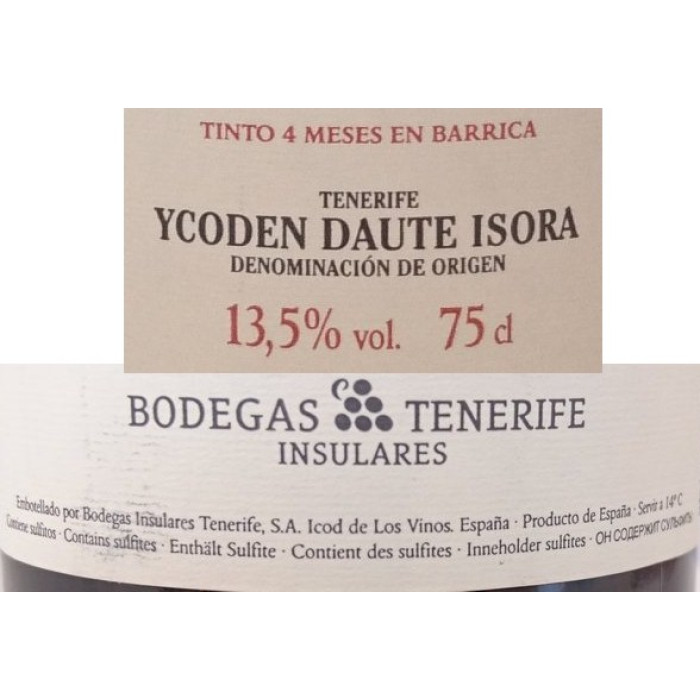 TINTO 4 MESES EN BARRICA
TENERIFE
YCODEN DAUTE ISORA
DENOMINACIÓN DE ORIGEN
13,5% vol. 75 cl
BODEGAS TENERIFE
INSULARES
Embotellado por Bodegas Insulares Tenerife, S.A. Icod de Los Vinos. España · Producto de España · Servir a 14º C
Contiene sulfitos · Contains sulfites · Enthält Sulfite · Contient des sulfites · Inneholder sulfites · ОН СОДЕРЖИТ СУЛЬФИТЫ